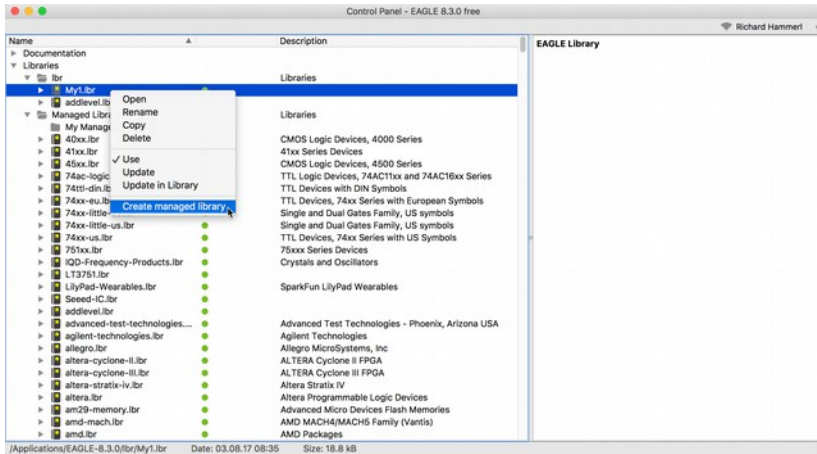 Control Panel - EAGLE 8.3.0 free
Richard Hammerl
Name Description
EAGLE Library
Documentation
Libraries
lbr Libraries
My1.lbr
addlevel.lb
Open
Rename
Copy
Delete
Use
Update
Update in Library
Create managed library
Managed Libra Libraries
My Manage
40xx.lbr CMOS Logic Devices, 4000 Series
41xx.lbr 41xx Series Devices
45xx.lbr CMOS Logic Devices, 4500 Series
74ac-logic TTL Logic Devices, 74AC11xx and 74AC16xx Series
74ttl-din.lb TTL Devices with DIN Symbols
74xx-eu.lb TTL Devices, 74xx Series with European Symbols
74xx-little- Single and Dual Gates Family, US symbols
74xx-little-us.lbr Single and Dual Gates Family, US symbols
74xx-us.lbr TTL Devices, 74xx Series with US Symbols
751xx.lbr 75xxx Series Devices
IQD-Frequency-Products.lbr Crystals and Oscillators
LT3751.lbr
LilyPad-Wearables.lbr SparkFun LilyPad Wearables
Seeed-IC.lbr
addlevel.lbr
advanced-test-technologies.... Advanced Test Technologies - Phoenix, Arizona USA
agilent-technologies.lbr Agilent Technologies
allegro.lbr Allegro MicroSystems, Inc
altera-cyclone-II.lbr ALTERA Cyclone II FPGA
altera-cyclone-III.lbr ALTERA Cyclone III FPGA
altera-stratix-iv.lbr Altera Stratix IV
altera.lbr Altera Programmable Logic Devices
am29-memory.lbr Advanced Micro Devices Flash Memories
amd-mach.lbr AMD MACH4/MACH5 Family (Vantis)
amd.lbr AMD Packages
/Applications/EAGLE-8.3.0/lbr/My1.lbr Date: 03.08.17 08:35 Size: 18.8 kB